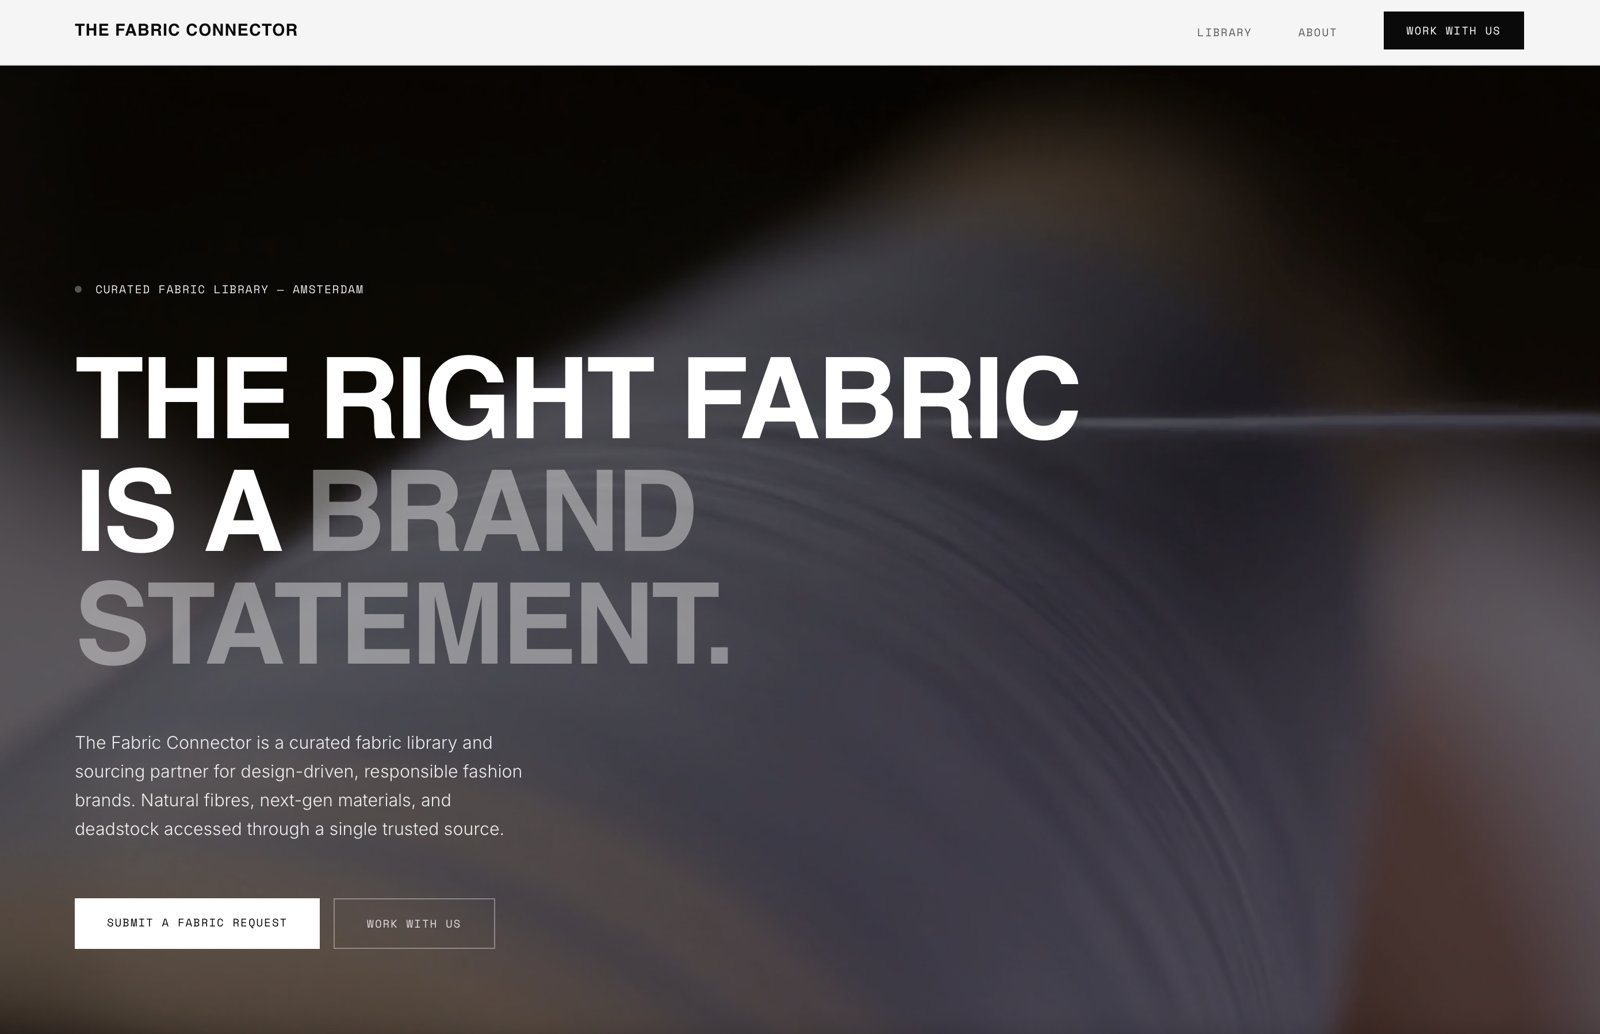 THE FABRIC CONNECTOR
LIBRARY
ABOUT
WORK WITH US
CURATED FABRIC LIBRARY — AMSTERDAM
THE RIGHT FABRIC
IS A BRAND
STATEMENT.
The Fabric Connector is a curated fabric library and
sourcing partner for design-driven, responsible fashion
brands. Natural fibres, next-gen materials, and
deadstock accessed through a single trusted source.
SUBMIT A FABRIC REQUEST
WORK WITH US